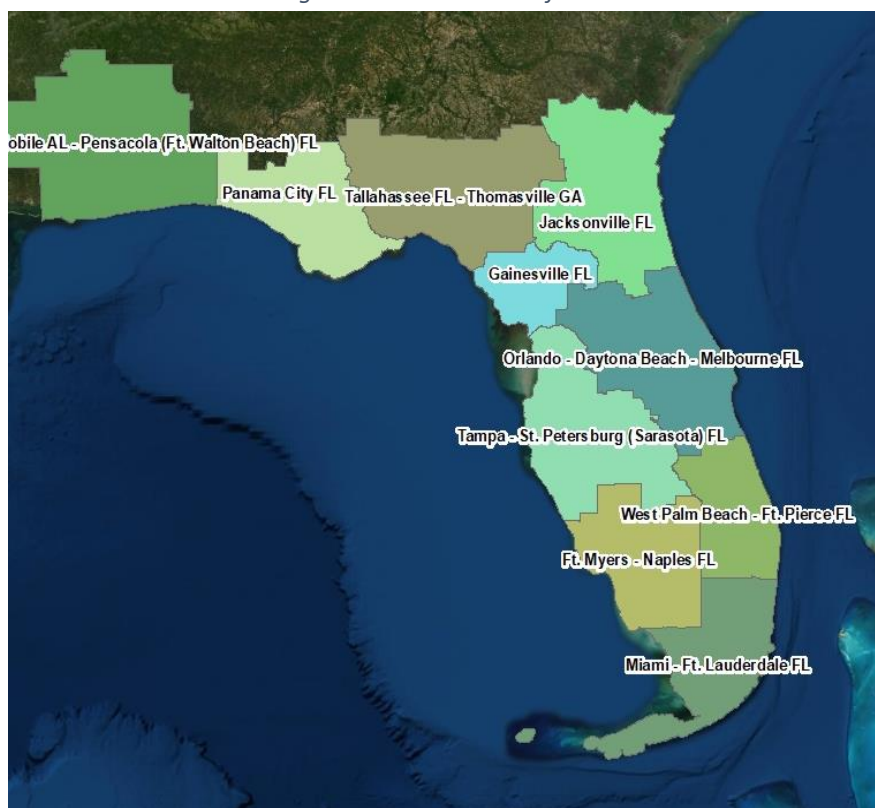 obile AL - Pensacola (Ft. Walton Beach) FL
Panama City FL
Tallahassee FL - Thomasville GA
Jacksonville FL
Gainesville FL
Orlando - Daytona Beach - Melbourne FL
Tampa - St. Petersburg (Sarasota) FL
West Palm Beach - Ft. Pierce FL
Ft. Myers - Naples FL
Miami - Ft. Lauderdale FL